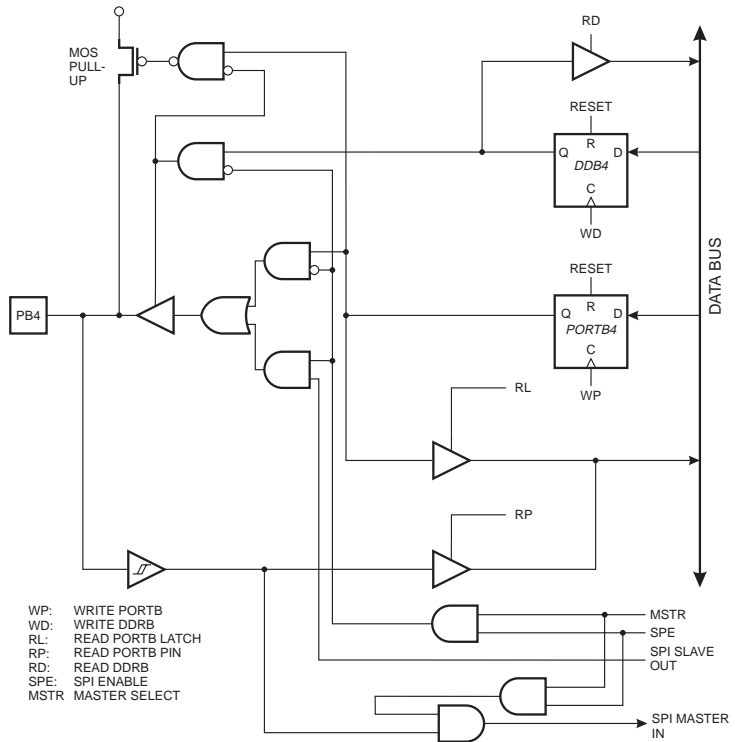 RD
MOS
PULL-
UP
RESET
R
Q
D
DDB4
C
WD
DATA BUS
RESET
R
Q
D
PB4
PORTB4
C
WP
RL
RP
WP: WRITE PORTB
WD: WRITE DDRB
RL: READ PORTB LATCH
RP: READ PORTB PIN
RD: READ DDRB
SPE: SPI ENABLE
MSTR MASTER SELECT
MSTR
SPE
SPI SLAVE
OUT
SPI MASTER
IN